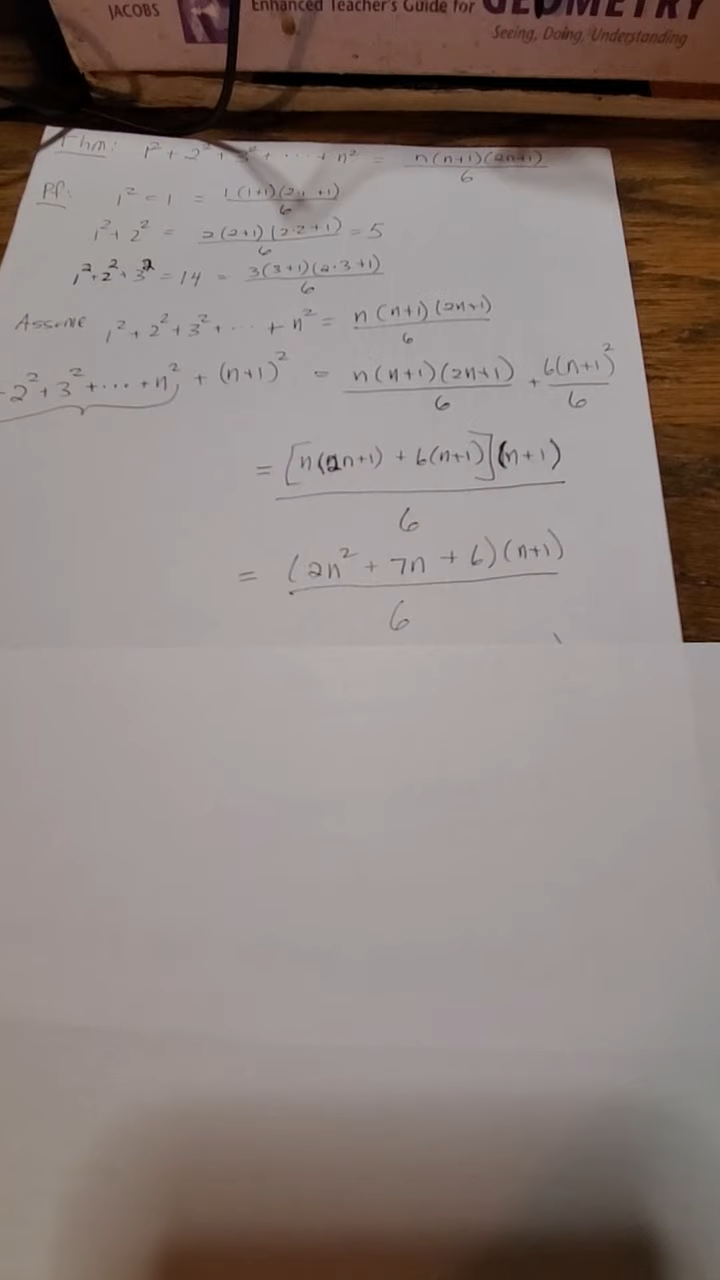 JACOBS Enhanced Teacher's Guide for GEOMETRY
Seeing, Doing, Understanding
Thm: 1² + 2² + 3² + ··· + n² = n(n+1)(2n+1)/6
Pf: 1² = 1 = 1(1+1)(2·1+1)/6
1² + 2² = 2(2+1)(2·2+1)/6 = 5
1² + 2² + 3² = 14 = 3(3+1)(2·3+1)/6
Assume 1² + 2² + 3² + ··· + n² = n(n+1)(2n+1)/6
2² + 3² + ··· + n² + (n+1)² = n(n+1)(2n+1)/6 + 6(n+1)²/6
= [n(2n+1) + 6(n+1)](n+1)/6
= (2n² + 7n + 6)(n+1)/6